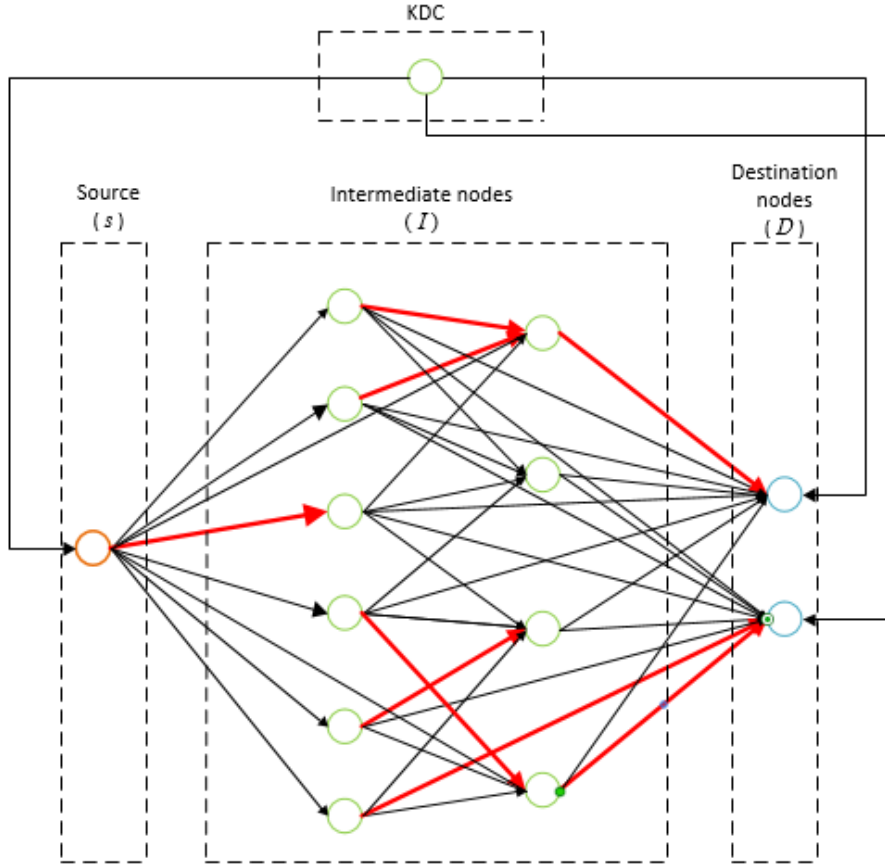 KDC
Source
( s )
Intermediate nodes
( I )
Destination
nodes
( D )